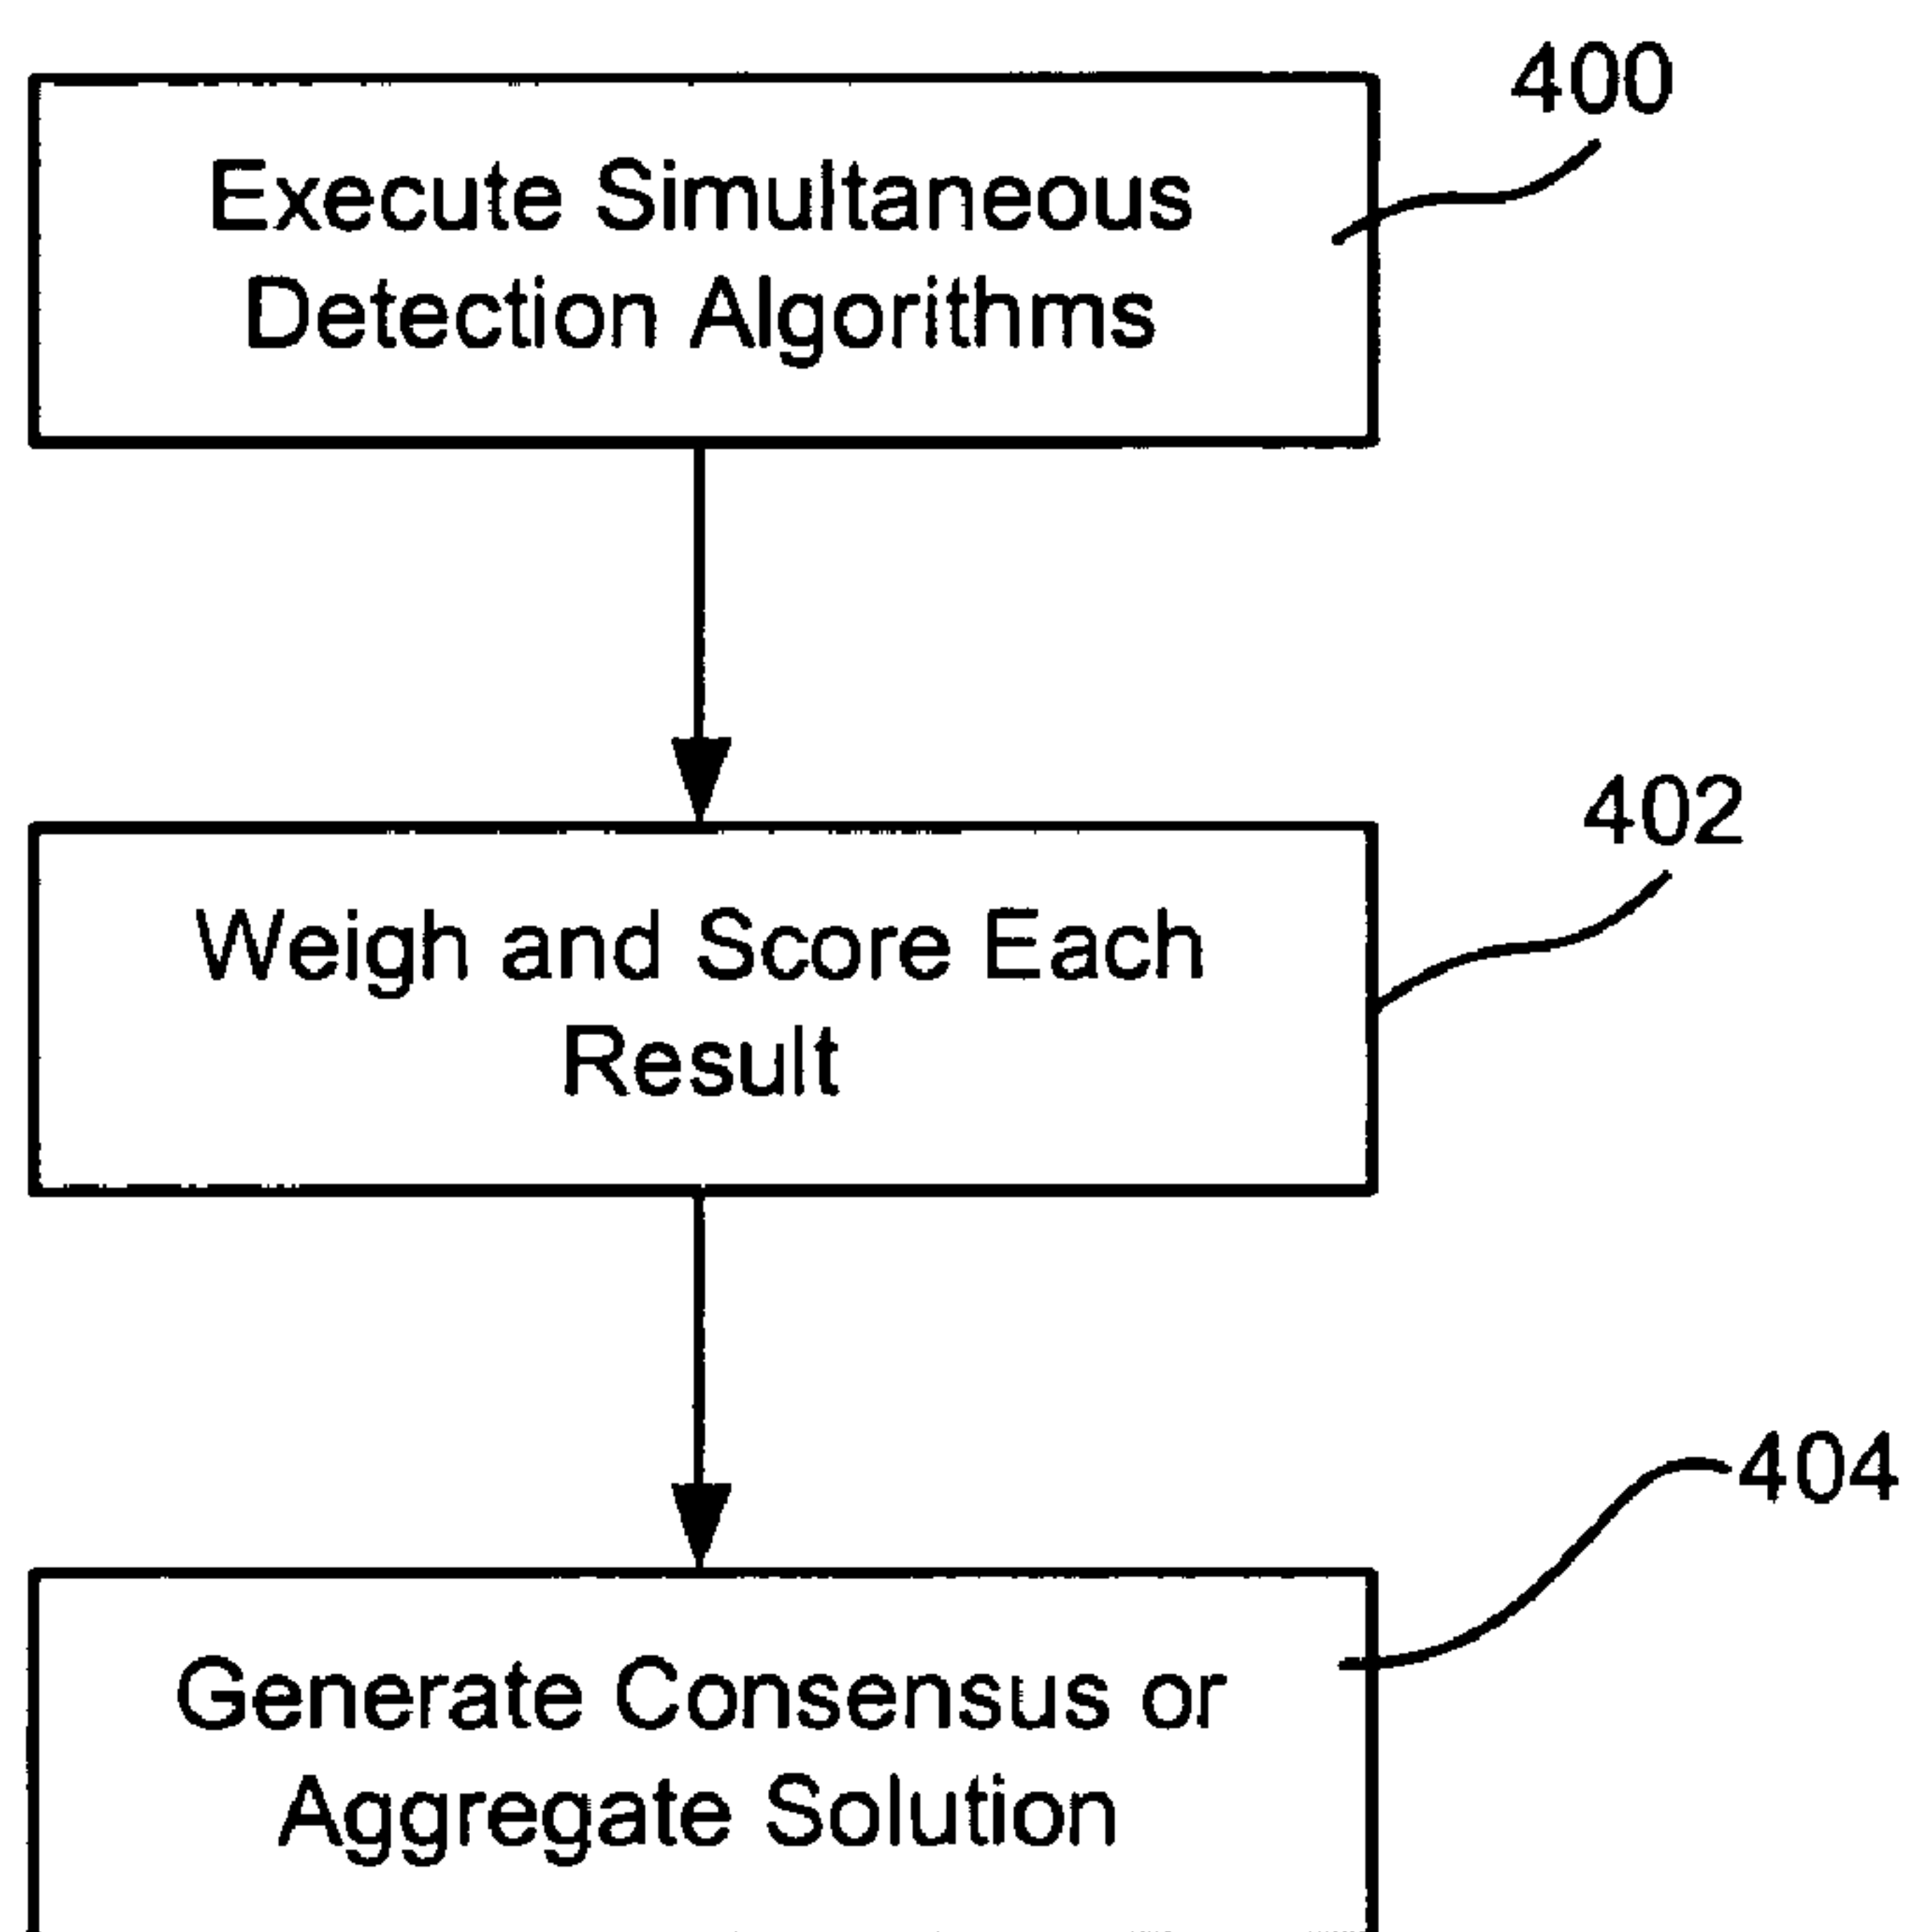 400
Execute Simultaneous
Detection Algorithms
402
Weigh and Score Each
Result
404
Generate Consensus or
Aggregate Solution